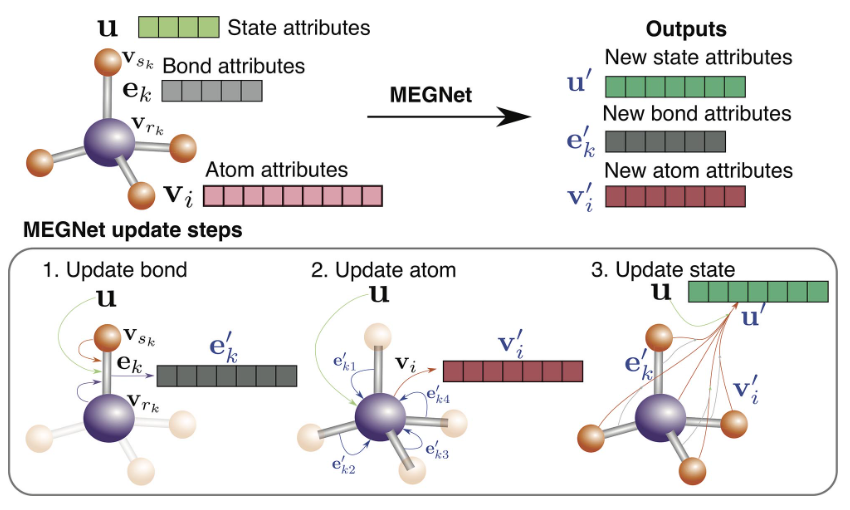 u State attributes
Outputs
v_{s_k} Bond attributes
New state attributes
e_k
u′
MEGNet
v_{r_k}
New bond attributes
e′_k
Atom attributes
New atom attributes
v_i
v′_i
MEGNet update steps
1. Update bond
2. Update atom
3. Update state
u
v_{s_k}
e_k
e′_k
v_{r_k}
u
e′_{k1}
v_i
v′_i
e′_{k4}
e′_{k2}
e′_{k3}
u
u′
e′_k
v′_i